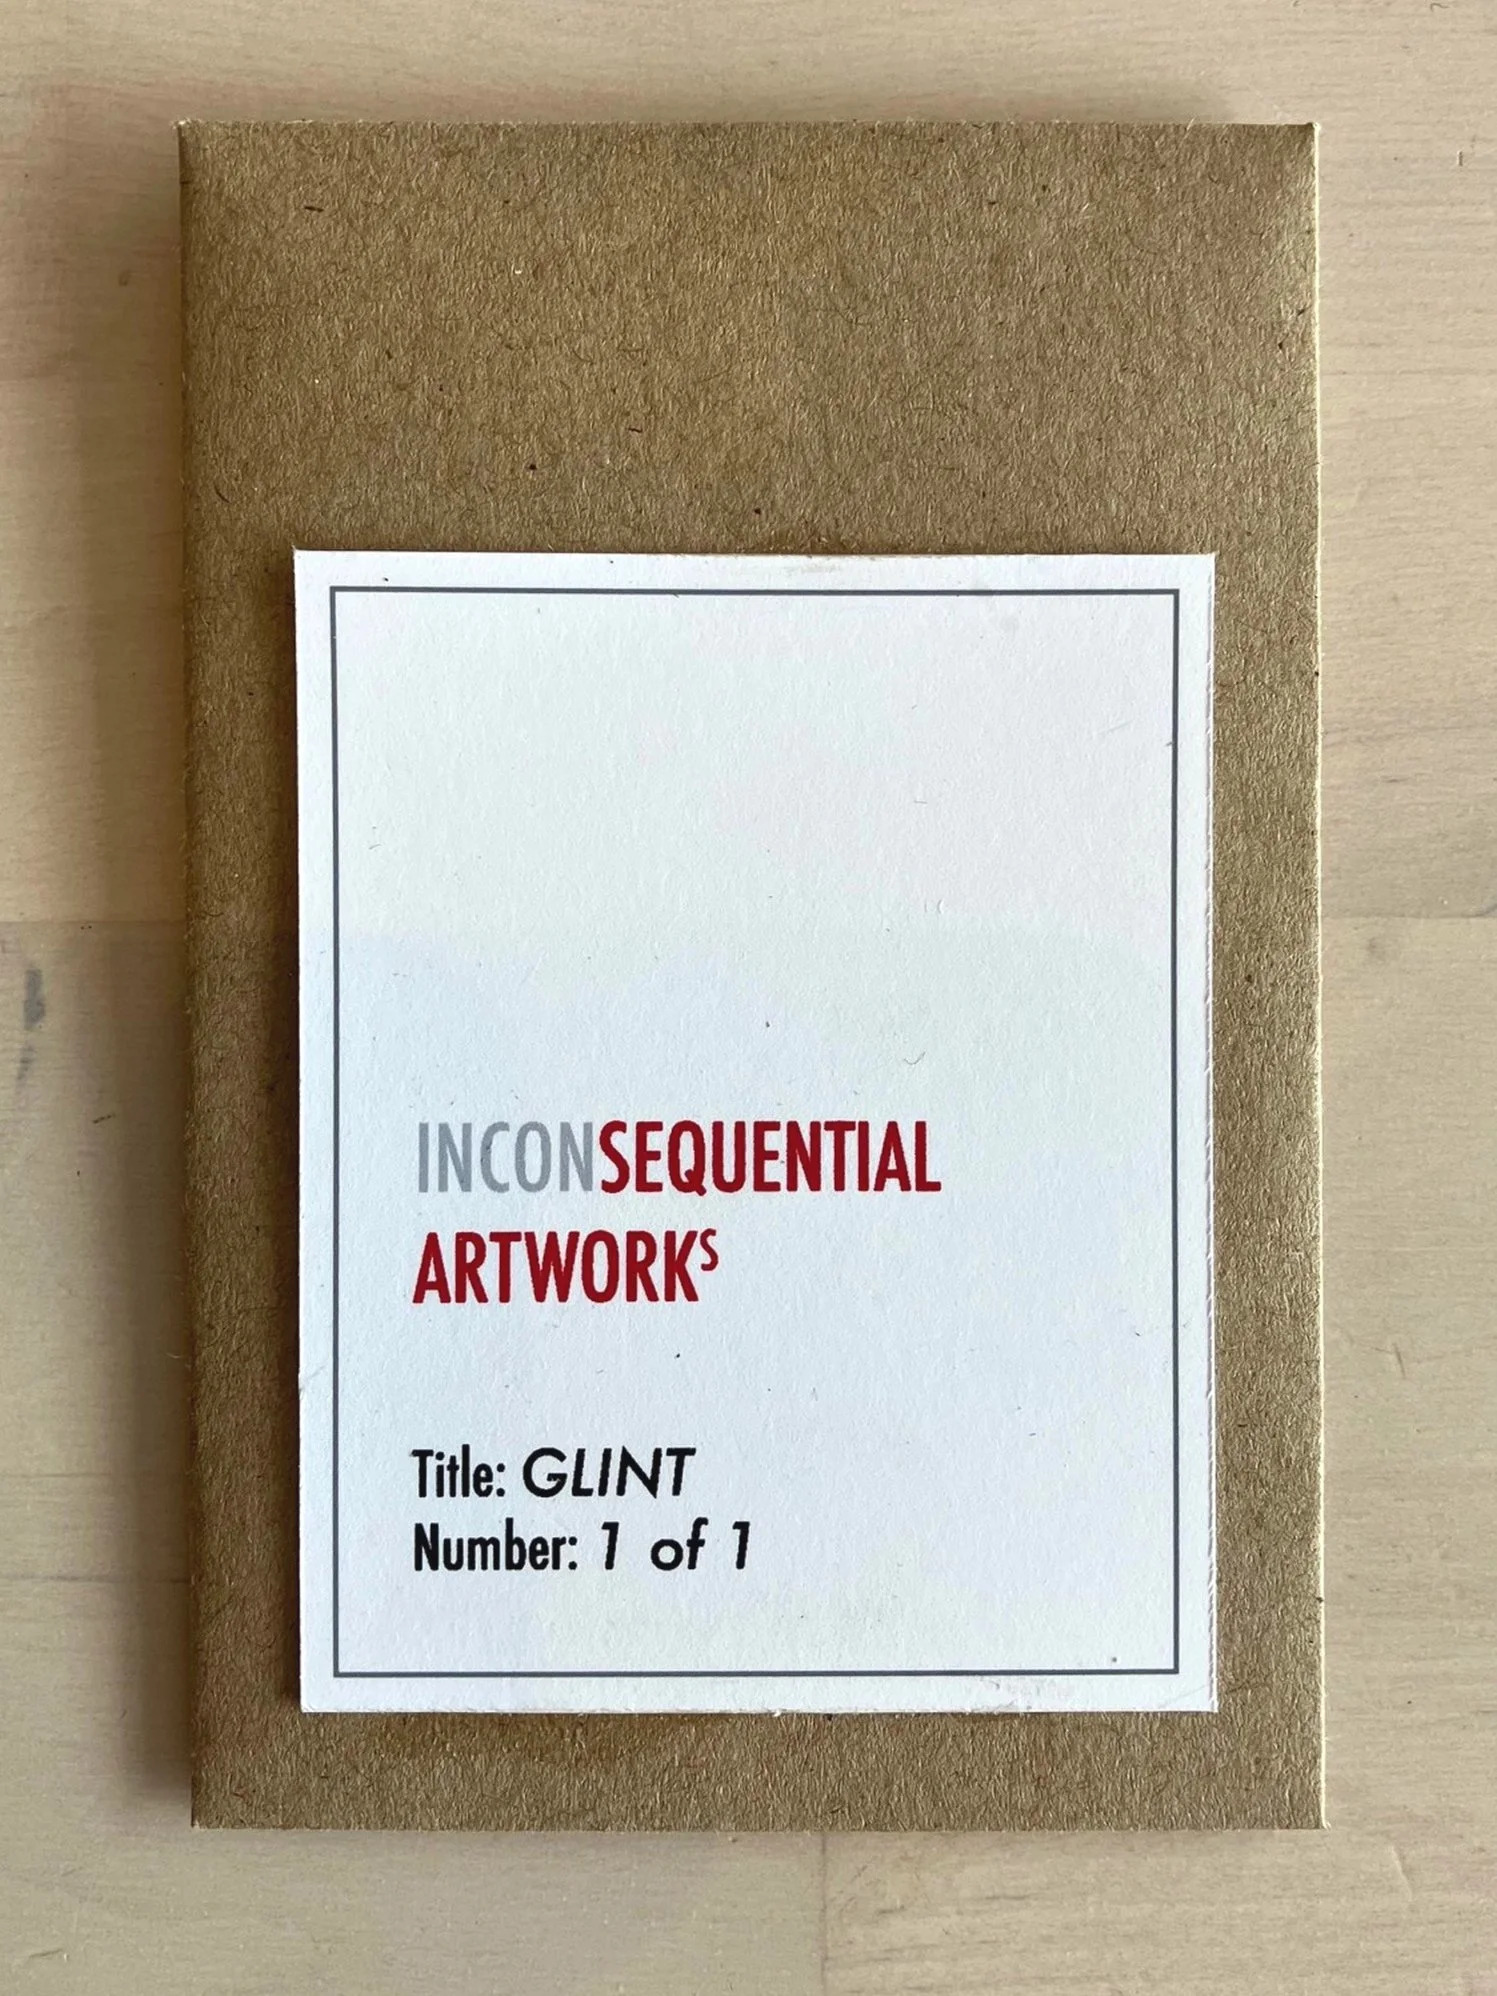 INCONSEQUENTIAL
ARTWORKS
Title: GLINT
Number: 1 of 1